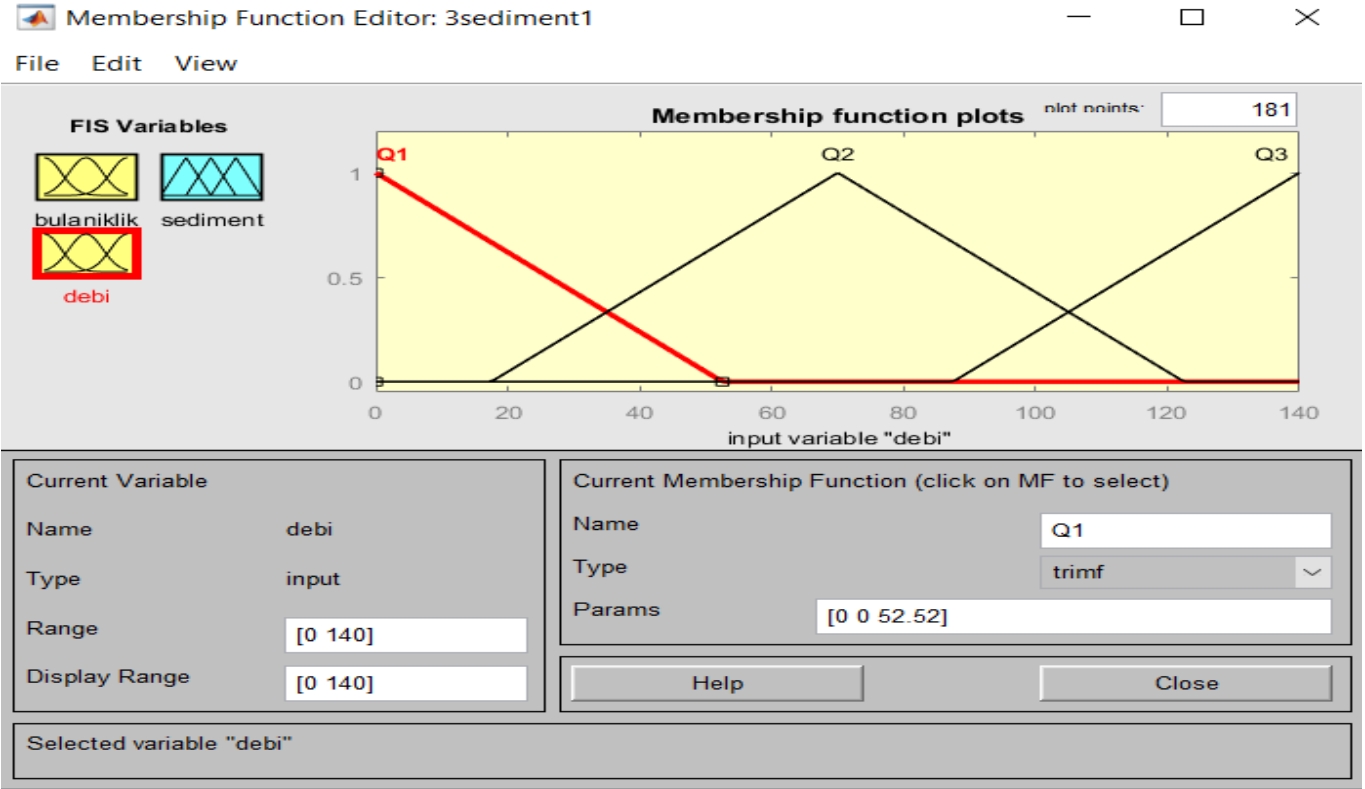 Membership Function Editor: 3sediment1
File Edit View
FIS Variables
bulaniklik sediment
debi
Membership function plots plot points: 181
Q1 Q2 Q3
1
0.5
0
0 20 40 60 80 100 120 140
input variable "debi"
Current Variable
Name debi
Type input
Range [0 140]
Display Range [0 140]
Current Membership Function (click on MF to select)
Name Q1
Type trimf
Params [0 0 52.52]
Help Close
Selected variable "debi"